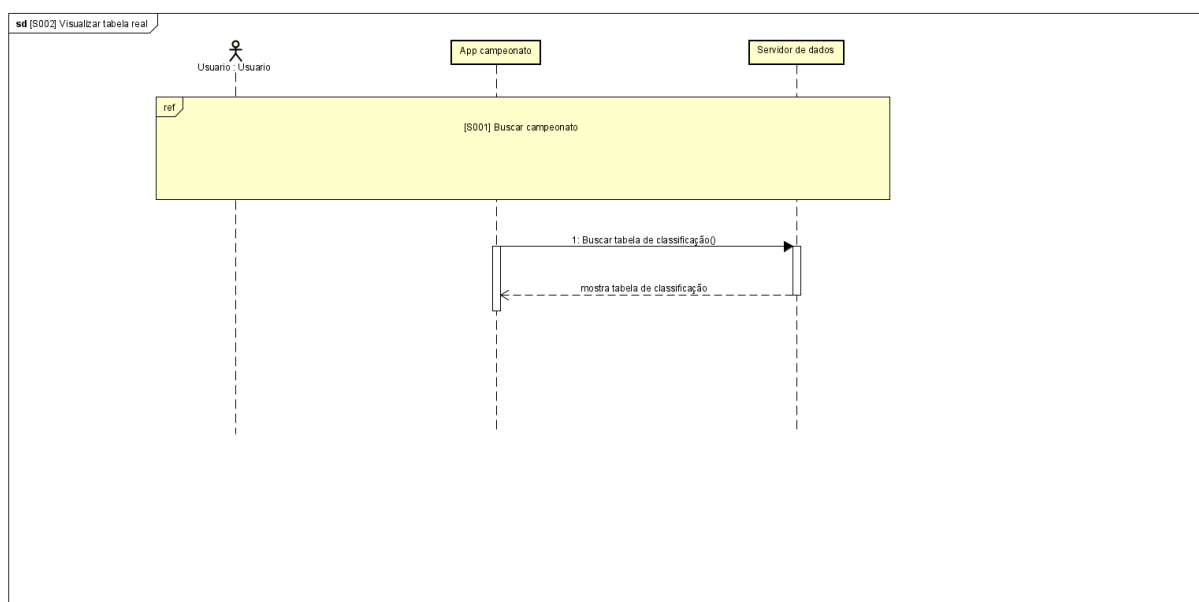 sd [S002] Visualizar tabela real
Usuario : Usuario
App campeonato
Servidor de dados
ref
[S001] Buscar campeonato
1: Buscar tabela de classificação()
mostra tabela de classificação